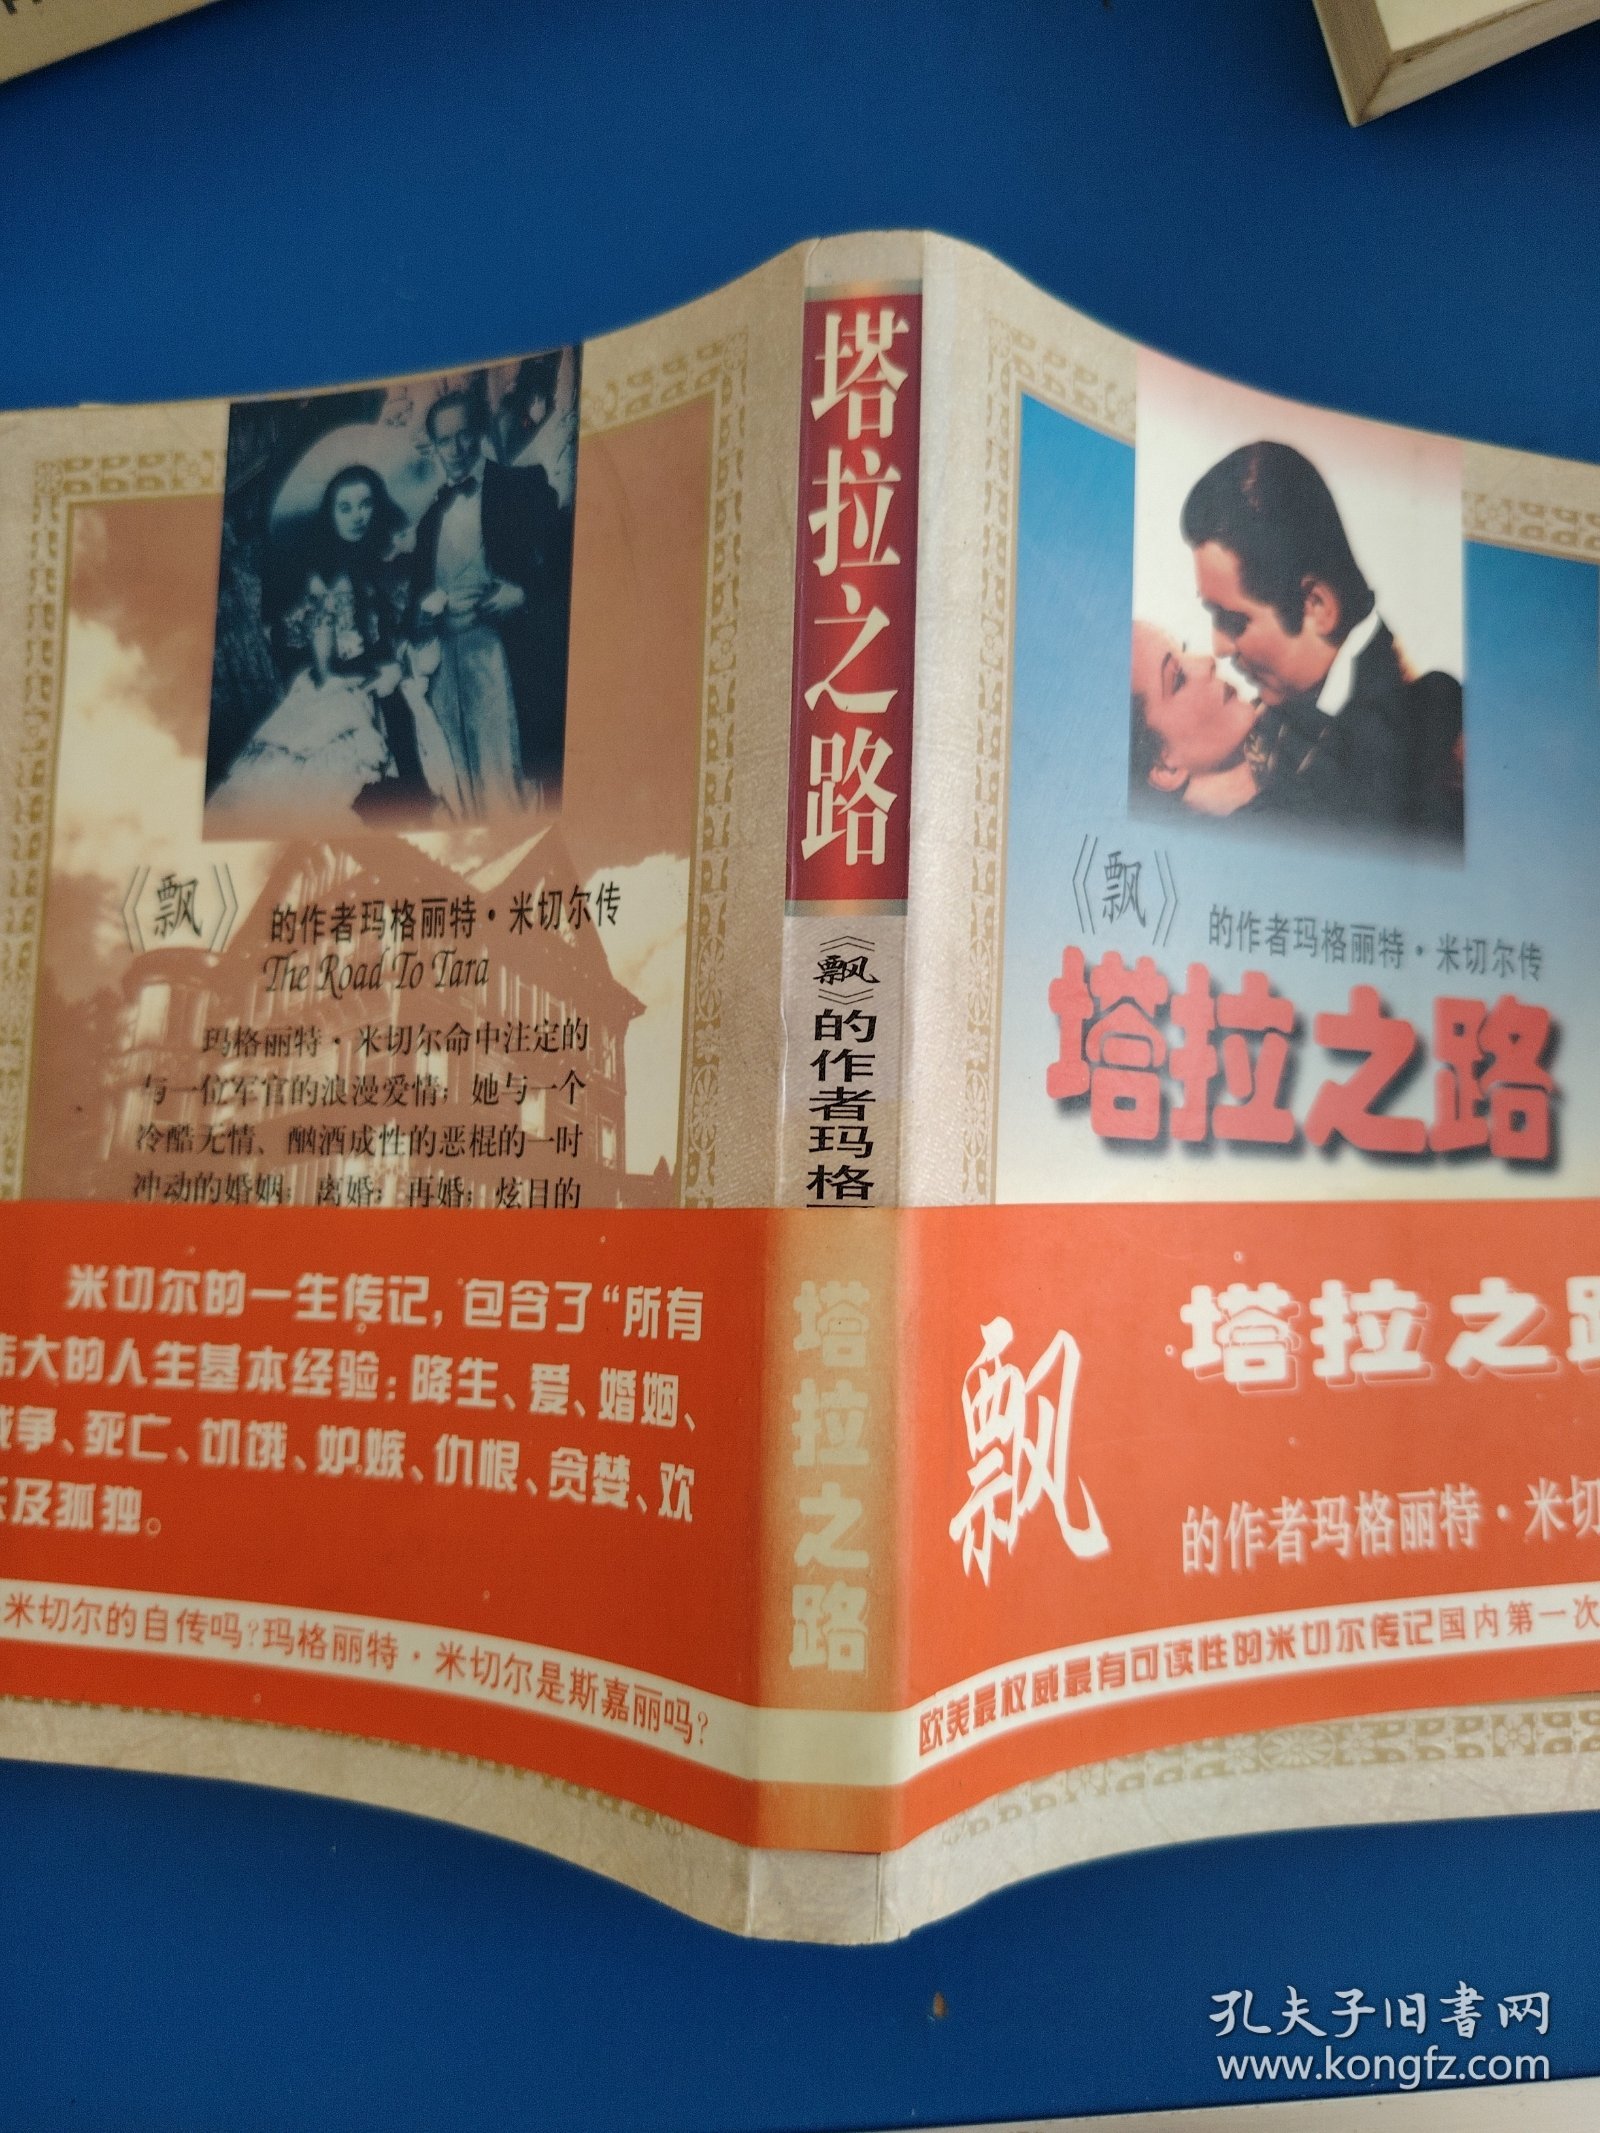 《飘》
的作者玛格丽特·米切尔传
The Road To Tara
玛格丽特·米切尔命中注定的
与一位军官的浪漫爱情；她与一个
冷酷无情、酗酒成性的恶棍的一时
冲动的婚姻；离婚；再婚；炫目的
米切尔的一生传记，包含了“所有
伟大的人生基本经验：降生、爱、婚姻、
战争、死亡、饥饿、妒嫉、仇恨、贪婪、欢
乐及孤独。
米切尔的自传吗？玛格丽特·米切尔是斯嘉丽吗？
塔拉之路
《飘》的作者玛格
塔拉之路
《飘》
的作者玛格丽特·米切尔传
塔拉之路
飘
塔拉之路
的作者玛格丽特·米切
欧美最权威最有可读性的米切尔传记国内第一次
孔夫子旧书网
www.kongfz.com